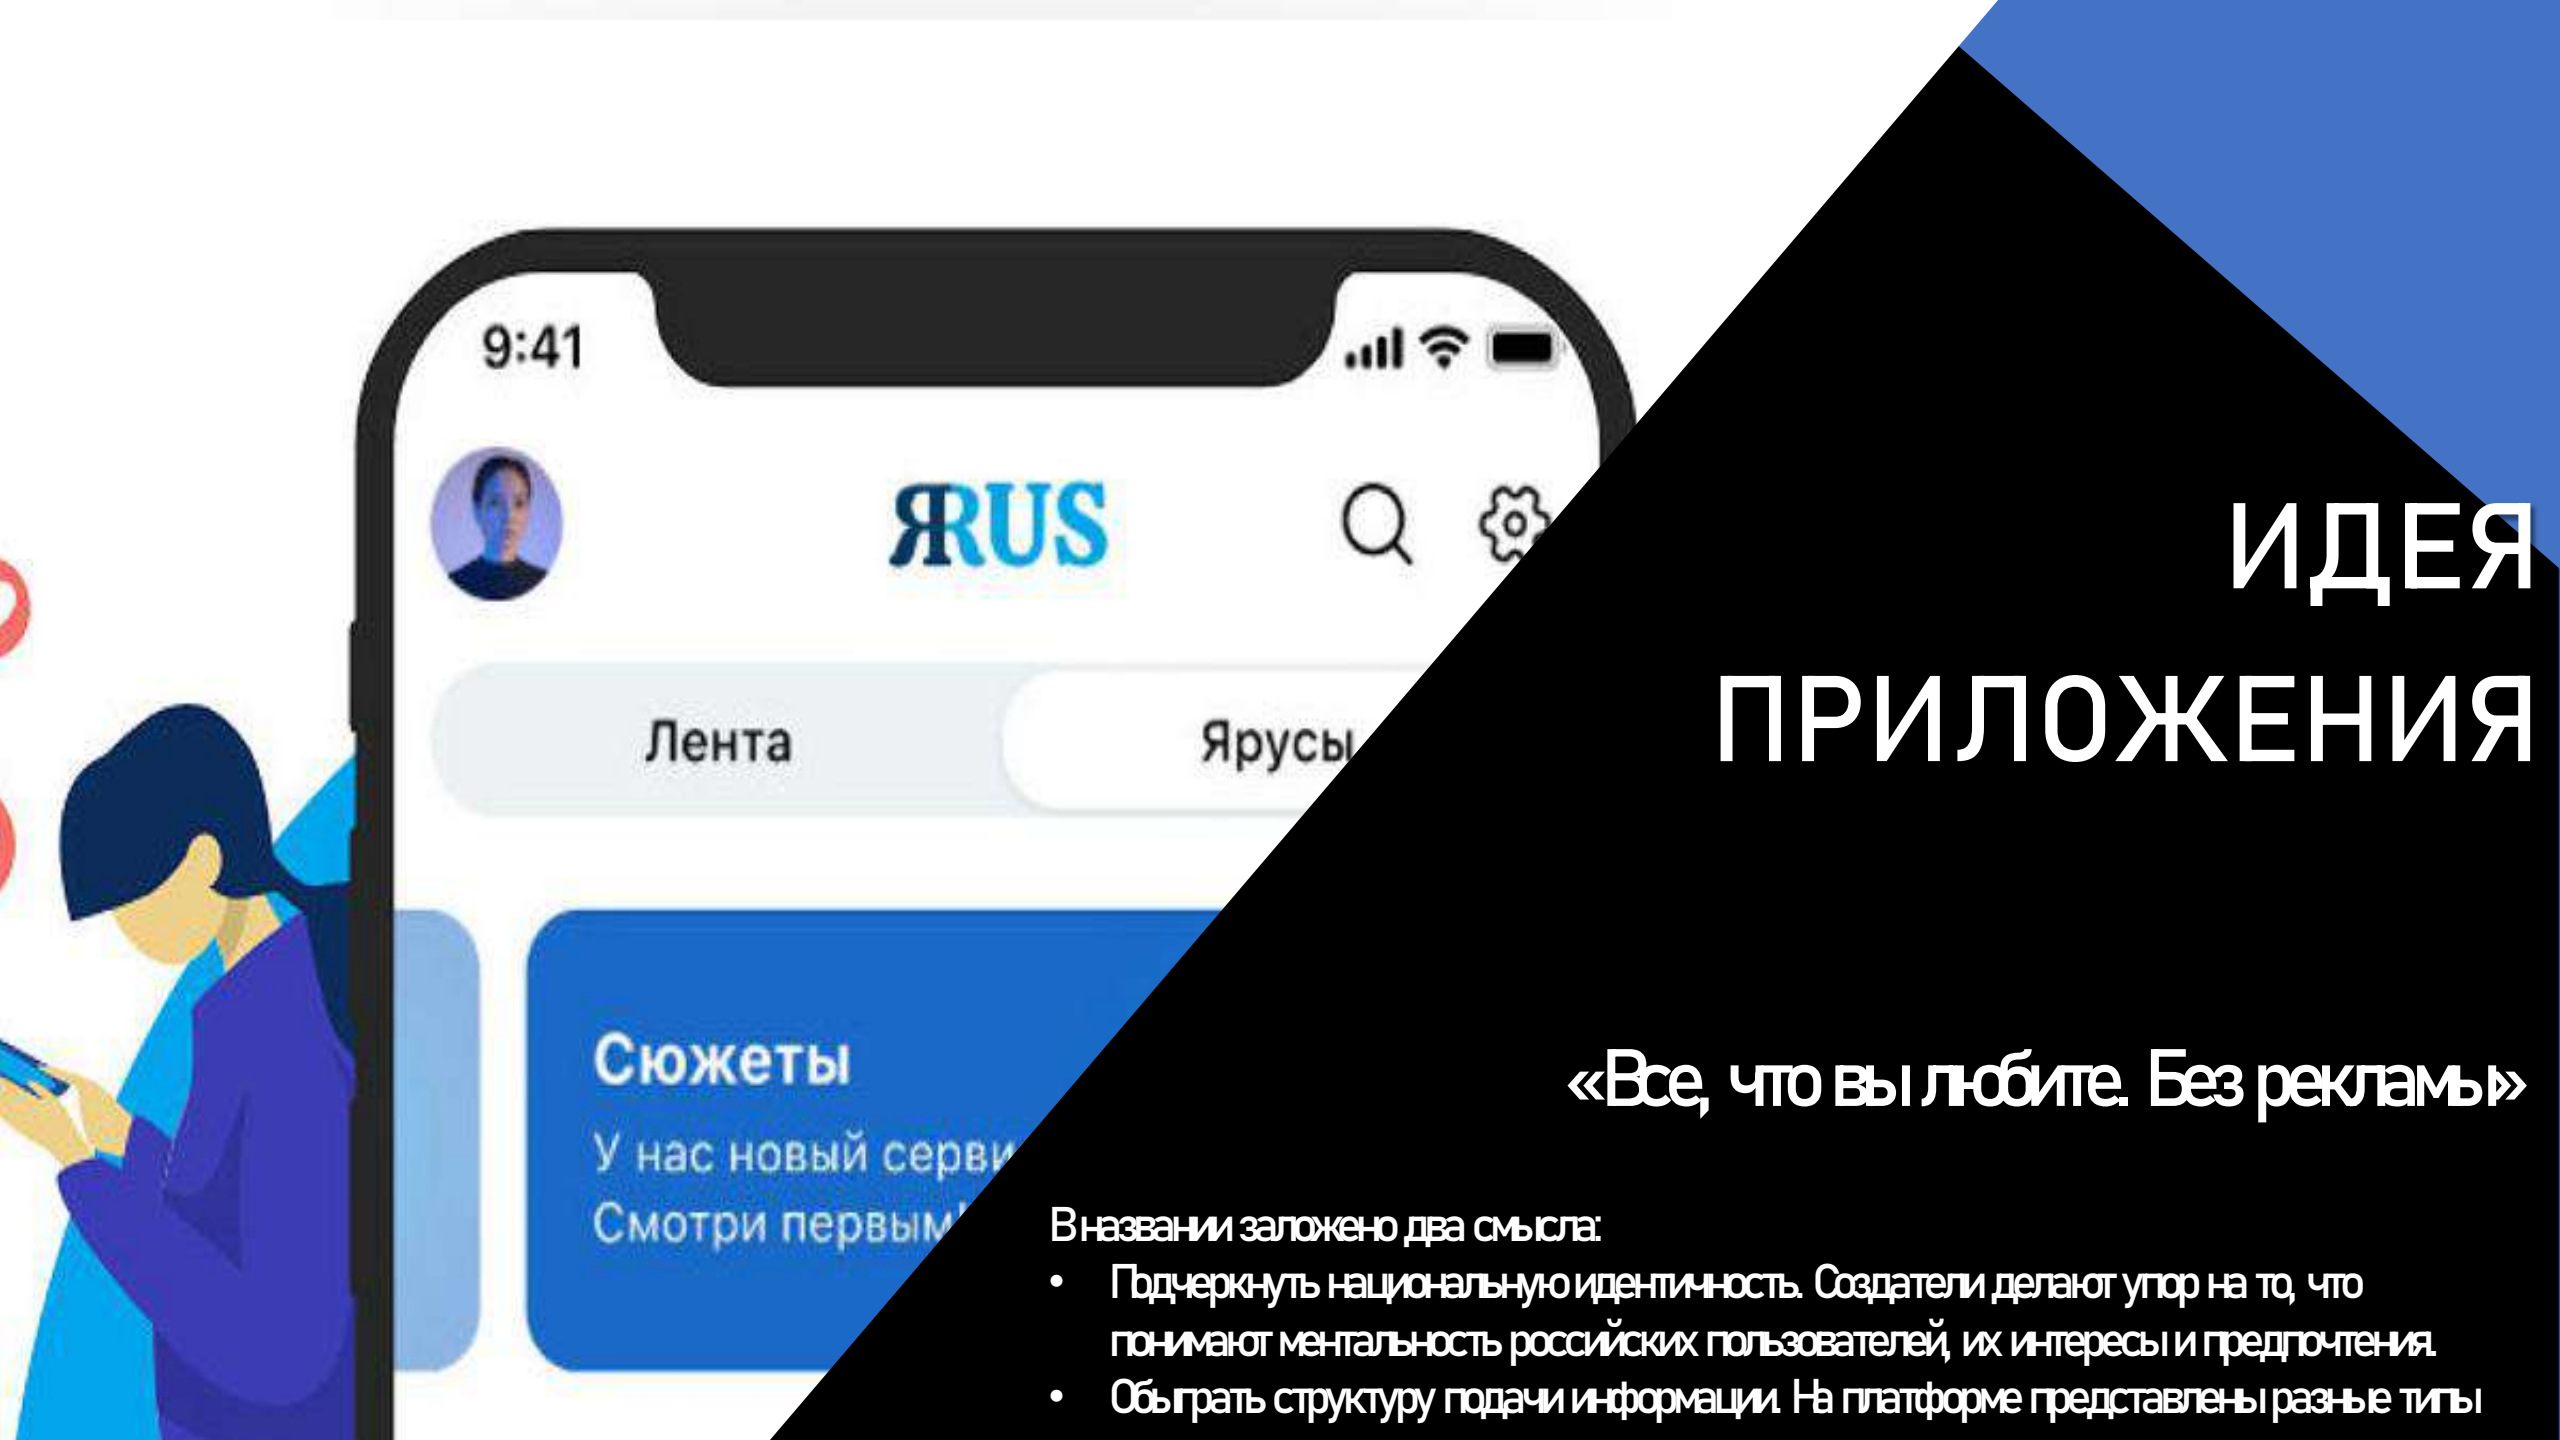 9:41
ЯRUS
Лента
Ярусы
Сюжеты
У нас новый
Смотри первым!
ИДЕЯ
ПРИЛОЖЕНИЯ
«Все, что вы любите. Без рекламы»
В названии заложено два смысла:
• Подчеркнуть национальную идентичность. Создатели делают упор на то, что
понимают ментальность российских пользователей, их интересы и предпочтения.
• Обыграть структуру подачи информации. На платформе представлены разные типы